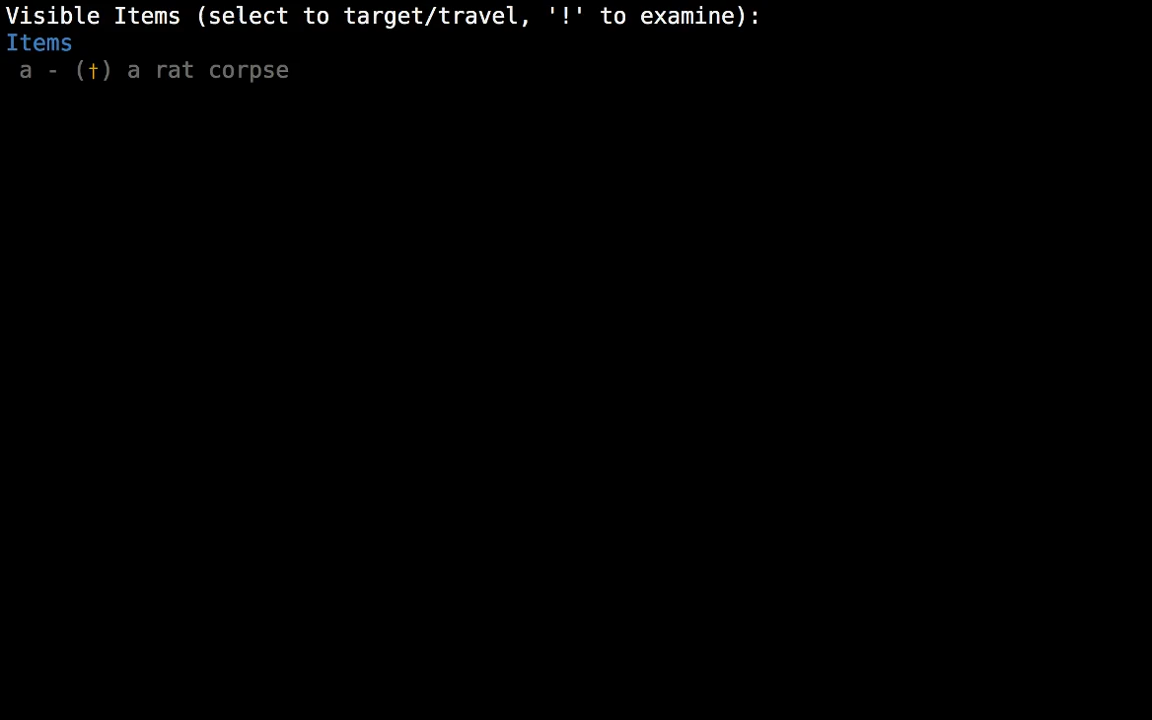 Visible Items (select to target/travel, '!' to examine):
Items
a - (†) a rat corpse